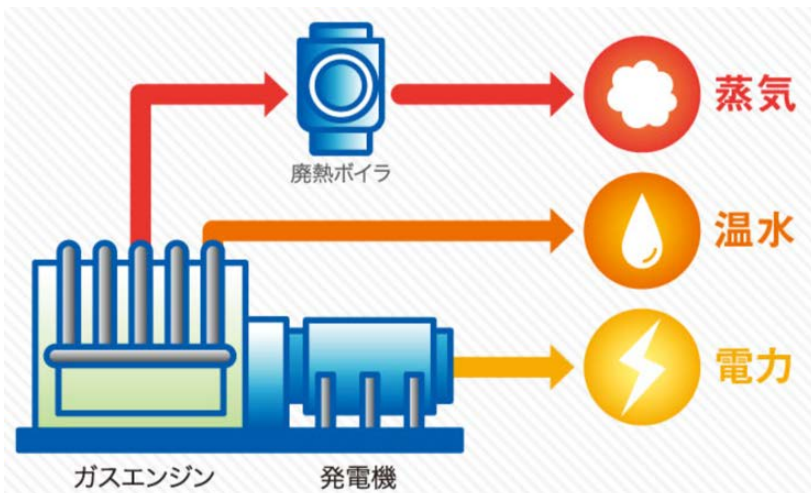 蒸気
廃熱ボイラ
温水
電力
ガスエンジン
発電機